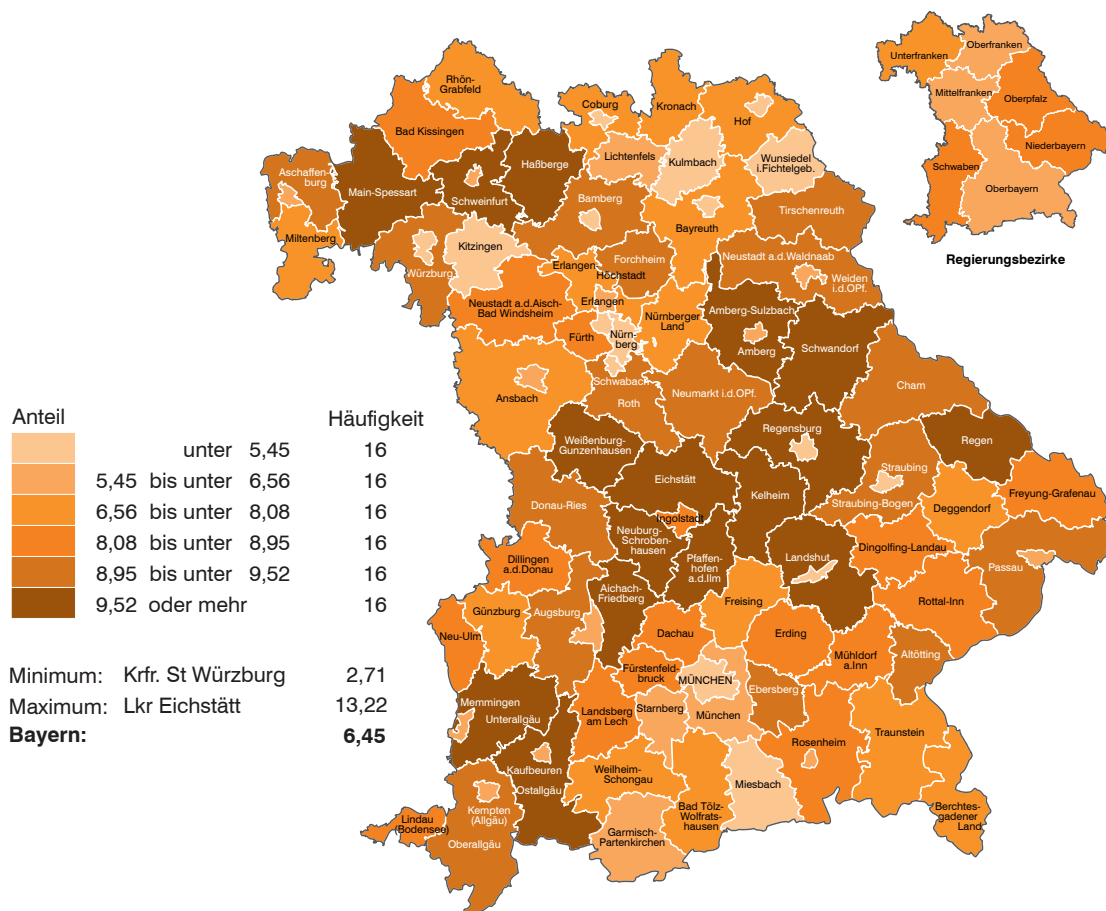 Unterfranken
Oberfranken
Mittelfranken
Oberpfalz
Niederbayern
Schwaben
Oberbayern
Regierungsbezirke
Rhön-
Grabfeld
Bad Kissingen
Coburg
Kronach
Hof
Lichtenfels
Kulmbach
Wunsiedel
i.Fichtelgeb.
Haßberge
Aschaffen-
burg
Main-Spessart
Schweinfurt
Bamberg
Tirschenreuth
Bayreuth
Miltenberg
Kitzingen
Würzburg
Neustadt a.d.Waldnaab
Erlangen-
Höchstadt
Forchheim
Weiden
i.d.OPf.
Neustadt a.d.Aisch-
Bad Windsheim
Erlangen
Nürnberger
Land
Amberg-Sulzbach
Fürth
Nürn-
berg
Amberg
Schwandorf
Ansbach
Schwabach
Roth
Neumarkt i.d.OPf.
Cham
Weißenburg-
Gunzenhausen
Regensburg
Regen
Eichstätt
Kelheim
Straubing
Straubing-Bogen
Freyung-Grafenau
Deggendorf
Donau-Ries
Ingolstadt
Neuburg-
Schroben-
hausen
Pfaffen-
hofen
a.d.Ilm
Landshut
Dingolfing-Landau
Passau
Dillingen
a.d.Donau
Aichach-
Friedberg
Günzburg
Augsburg
Freising
Rottal-Inn
Neu-Ulm
Dachau
Erding
Mühldorf
a.Inn
Altötting
Fürstenfeld-
bruck
MÜNCHEN
Ebersberg
Memmingen
Unterallgäu
Landsberg
am Lech
Starnberg
München
Rosenheim
Traunstein
Kaufbeuren
Ostallgäu
Weilheim-
Schongau
Miesbach
Bad Tölz-
Wolfrats-
hausen
Berchtes-
gadener
Land
Kempten
(Allgäu)
Lindau
(Bodensee)
Oberallgäu
Garmisch-
Partenkirchen
Anteil Häufigkeit
unter 5,45 16
5,45 bis unter 6,56 16
6,56 bis unter 8,08 16
8,08 bis unter 8,95 16
8,95 bis unter 9,52 16
9,52 oder mehr 16
Minimum: Krfr. St Würzburg 2,71
Maximum: Lkr Eichstätt 13,22
Bayern: 6,45